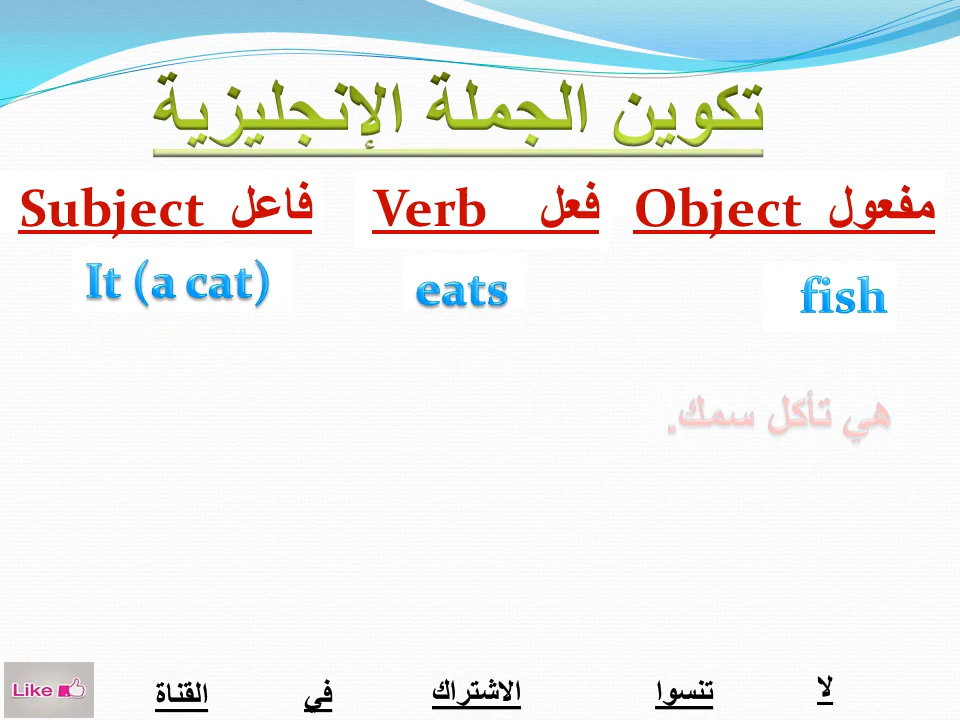 تكوين الجملة الإنجليزية
Subject فاعل Verb فعل Object مفعول
It (a cat) eats fish
هي تأكل سمك.
لا تنسوا الاشتراك في القناة
Like